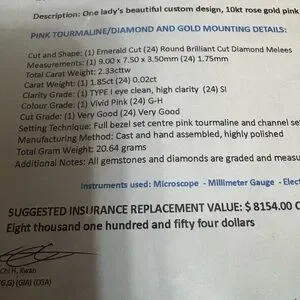 Description: One lady's beautiful custom design, 10kt rose gold pink
PINK TOURMALINE/DIAMOND AND GOLD MOUNTING DETAILS:
Cut and Shape: (1) Emerald Cut (24) Round Brilliant Cut Diamond Melees
Measurements: (1) 9.00 x 7.50 x 3.50mm (24) 1.75mm
Total Carat Weight: 2.33cttw
Carat Weight: (1) 1.85ct (24) 0.02ct
Clarity Grade: (1) TYPE I eye clean, high clarity (24) SI
Colour Grade: (1) Vivid Pink (24) G-H
Cut Grade: (1) Very Good (24) Very Good
Setting Technique: Full bezel set centre pink tourmaline and channel set
Manufacturing Method: Cast and hand assembled, highly polished
Total Gram Weight: 20.64 grams
Additional Notes: All gemstones and diamonds are graded and measu
Instruments used: Microscope - Millimeter Gauge - Elect
SUGGESTED INSURANCE REPLACEMENT VALUE: $ 8154.00 C
Eight thousand one hundred and fifty four dollars
Chi H. Kwan
(G.G) (GIA) (CGA)